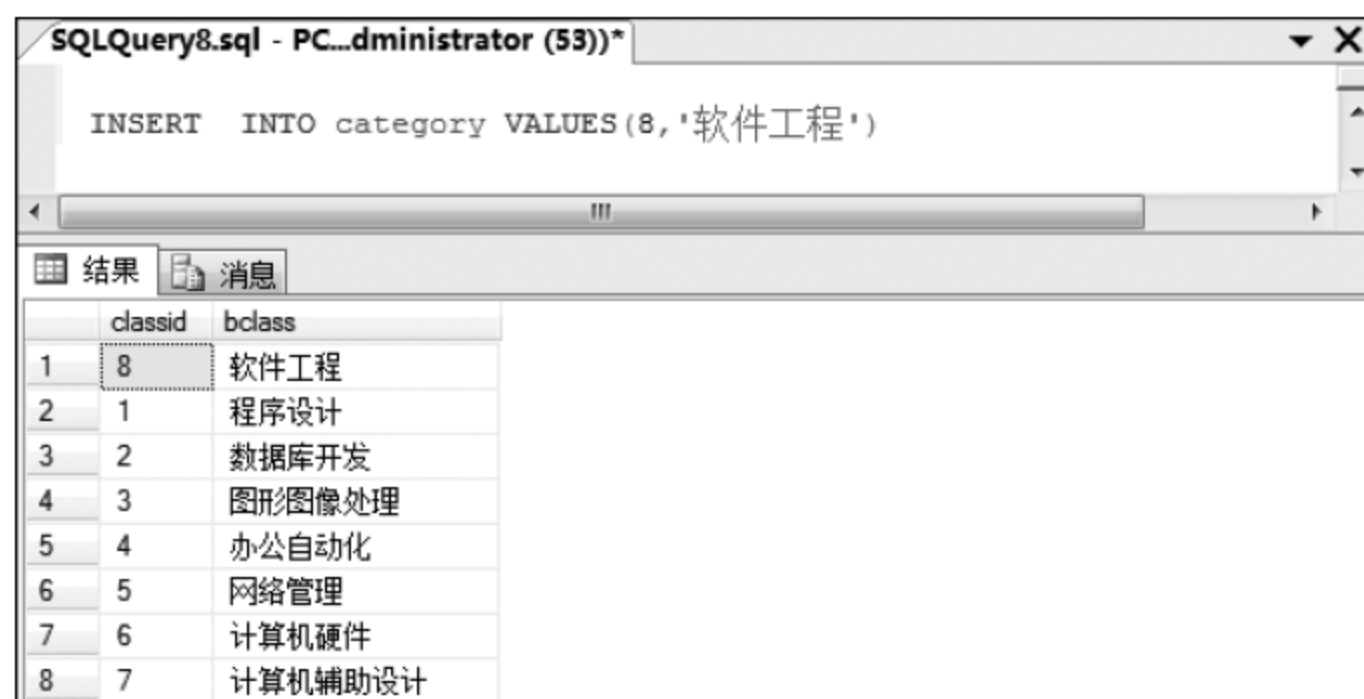 SQLQuery8.sql - PC...dministrator (53))*
INSERT INTO category VALUES(8,'软件工程')
结果 消息
classid bclass
1 8 软件工程
2 1 程序设计
3 2 数据库开发
4 3 图形图像处理
5 4 办公自动化
6 5 网络管理
7 6 计算机硬件
8 7 计算机辅助设计